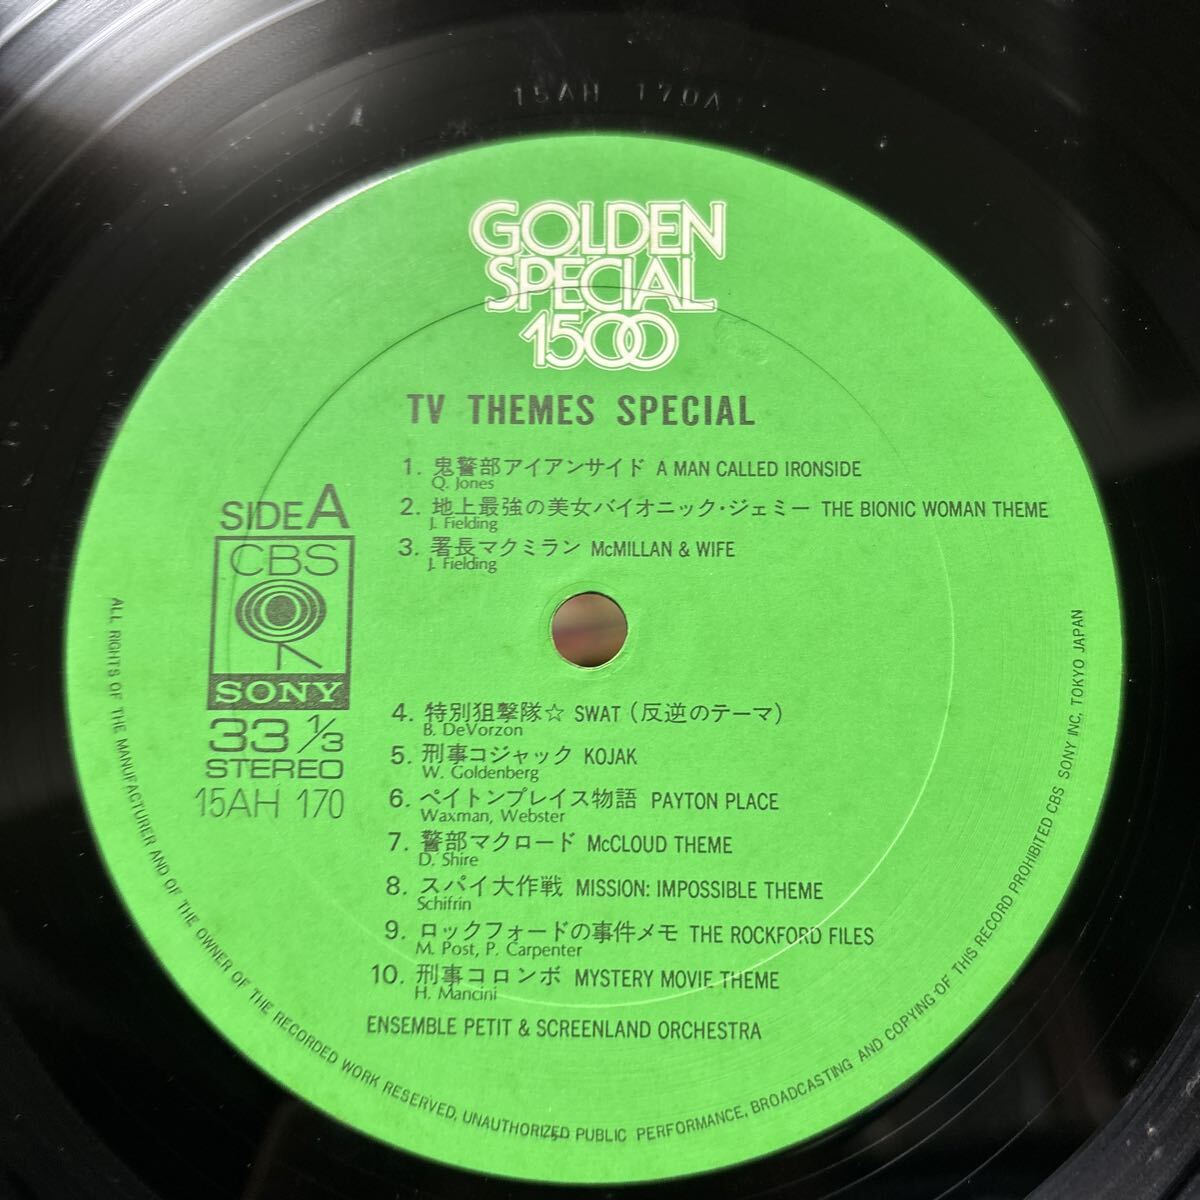 15AH 170A1
GOLDEN
SPECIAL
1500
TV THEMES SPECIAL
1. 鬼警部アイアンサイド A MAN CALLED IRONSIDE
Q. Jones
2. 地上最強の美女バイオニック・ジェミー THE BIONIC WOMAN THEME
J. Fielding
3. 署長マクミラン McMILLAN & WIFE
J. Fielding
SIDE A
CBS
SONY
33 1/3
STEREO
15AH 170
4. 特別狙撃隊☆ SWAT (反逆のテーマ)
B. DeVorzon
5. 刑事コジャック KOJAK
W. Goldenberg
6. ペイトンプレイス物語 PAYTON PLACE
Waxman, Webster
7. 警部マクロード McCLOUD THEME
D. Shire
8. スパイ大作戦 MISSION: IMPOSSIBLE THEME
Schifrin
9. ロックフォードの事件メモ THE ROCKFORD FILES
M. Post, P. Carpenter
10. 刑事コロンボ MYSTERY MOVIE THEME
H. Mancini
ENSEMBLE PETIT & SCREENLAND ORCHESTRA
ALL RIGHTS OF THE MANUFACTURER AND OF THE OWNER OF THE RECORDED WORK RESERVED, UNAUTHORIZED PUBLIC PERFORMANCE, BROADCASTING AND COPYING OF THIS RECORD PROHIBITED CBS SONY INC, TOKYO JAPAN